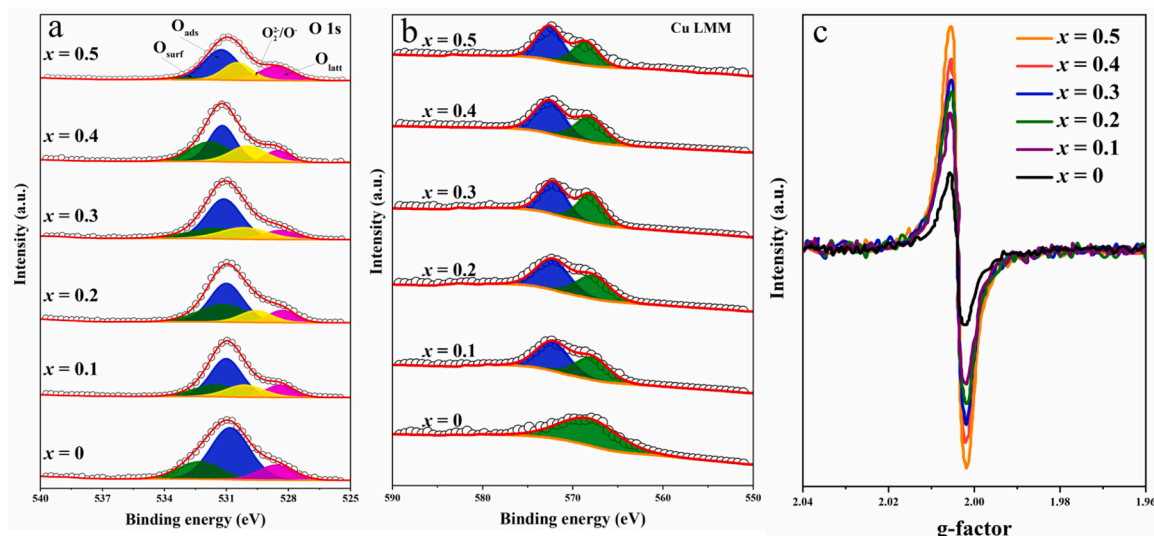 a
O 1s
O_ads
O_surf
O₂²⁻/O⁻
O_latt
x = 0.5
x = 0.4
x = 0.3
x = 0.2
x = 0.1
x = 0
Intensity (a.u.)
540 537 534 531 528 525
Binding energy (eV)
b
Cu LMM
x = 0.5
x = 0.4
x = 0.3
x = 0.2
x = 0.1
x = 0
Intensity (a.u.)
590 580 570 560 550
Binding energy (eV)
c
x = 0.5
x = 0.4
x = 0.3
x = 0.2
x = 0.1
x = 0
Intensity (a.u.)
2.04 2.02 2.00 1.98 1.96
g-factor